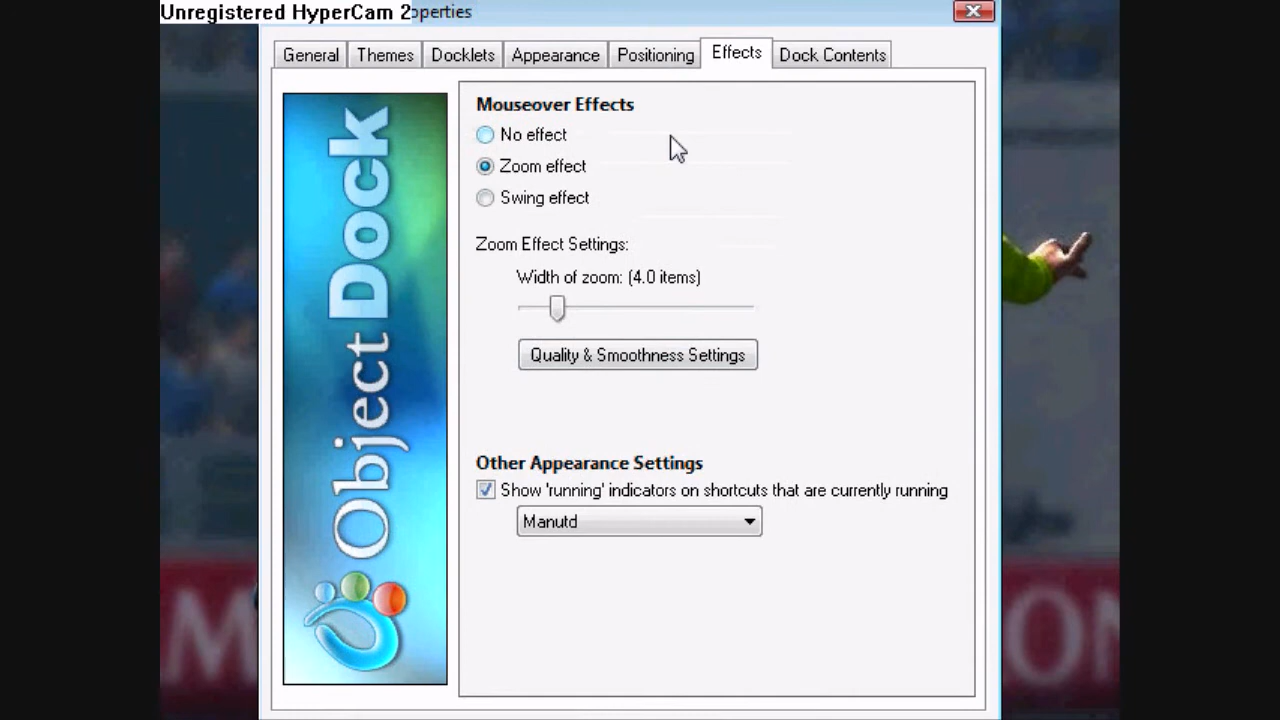 Unregistered HyperCam 2operties
General Themes Docklets Appearance Positioning Effects Dock Contents
ObjectDock
Mouseover Effects
No effect
Zoom effect
Swing effect
Zoom Effect Settings:
Width of zoom: (4.0 items)
Quality & Smoothness Settings
Other Appearance Settings
Show 'running' indicators on shortcuts that are currently running
Manutd